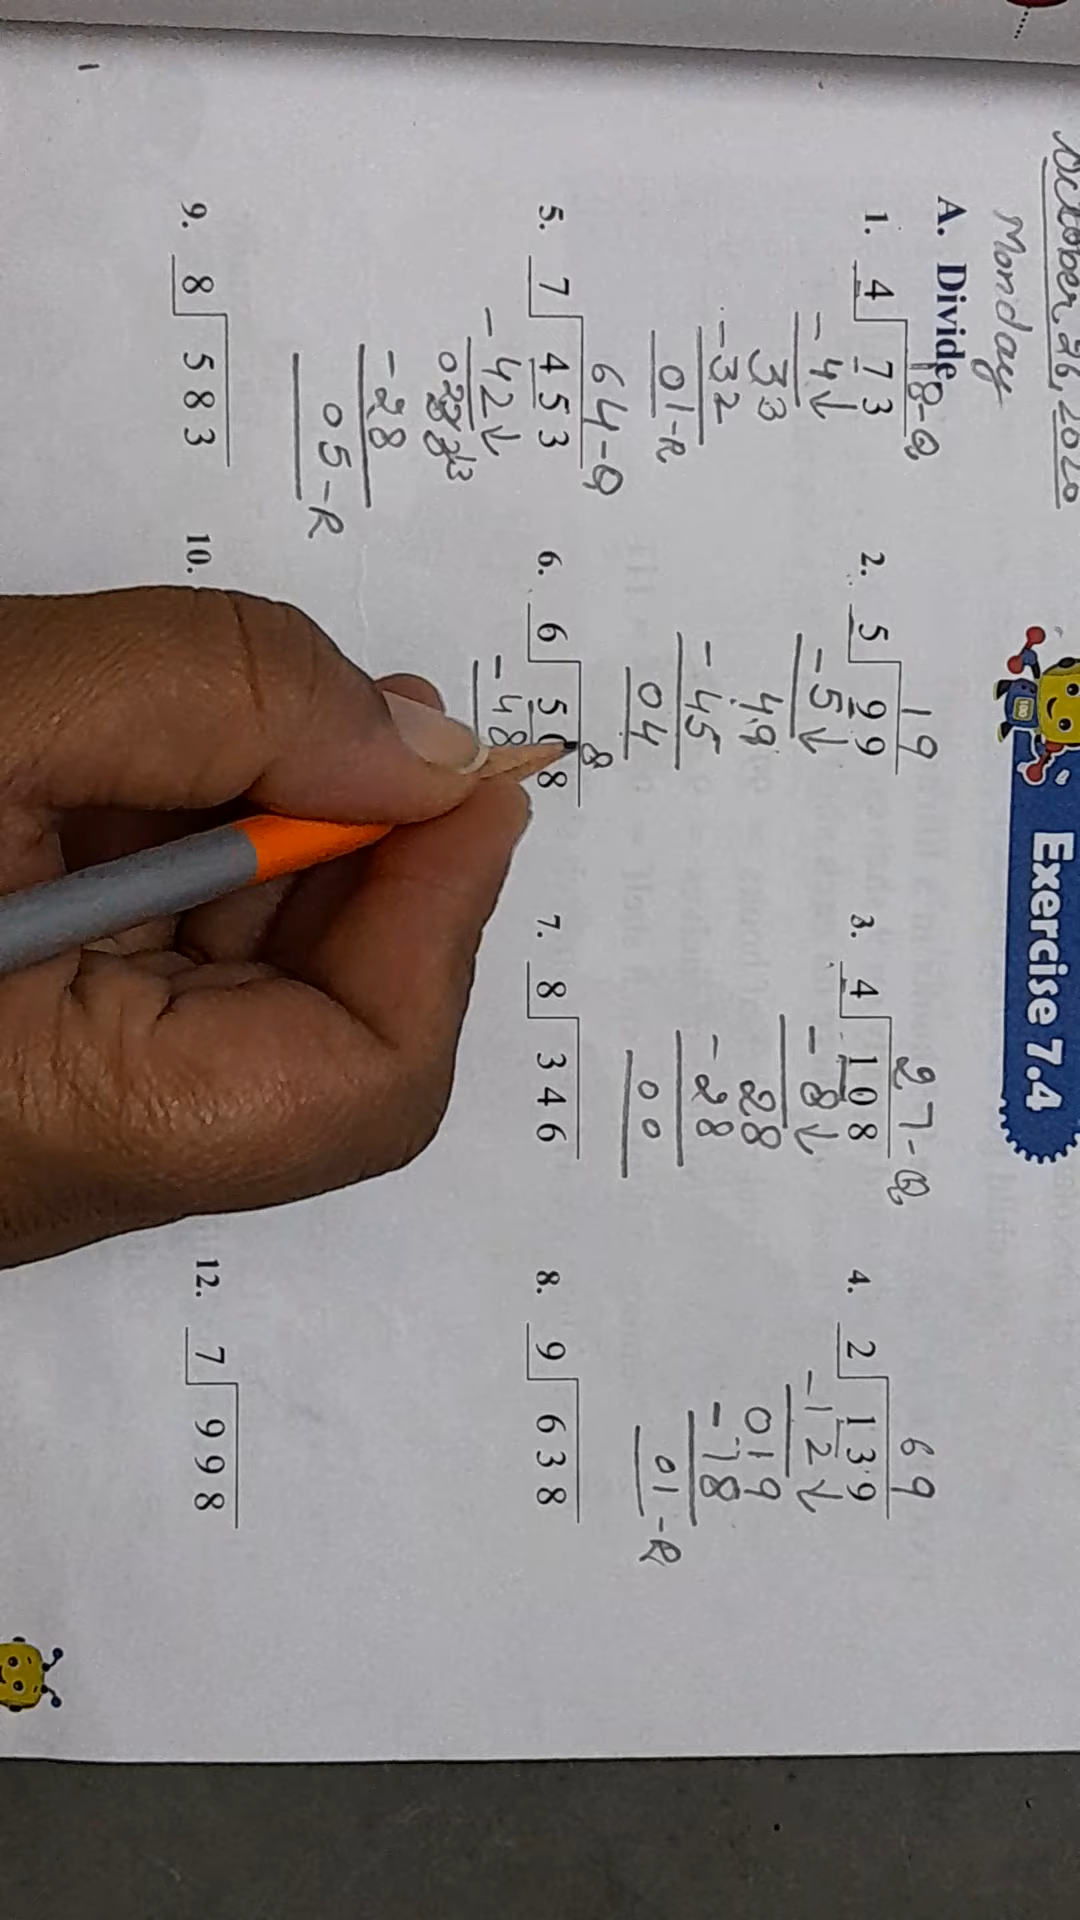 October 26, 2020
Monday
Exercise 7.4
A. Divide
1. 4 73
18-Q
- 4↓
33
-32
01-R
2. 5 99
19
-5↓
49
-45
04
3. 4 108
27-Q
- 8↓
28
-28
00
4. 2 139
69
-12↓
019
-18
01-R
5. 7 453
64-Q
-42↓
-28
05-R
6. 6 508
8
-48
7. 8 346
8. 9 638
9. 8 583
10.
12. 7 998